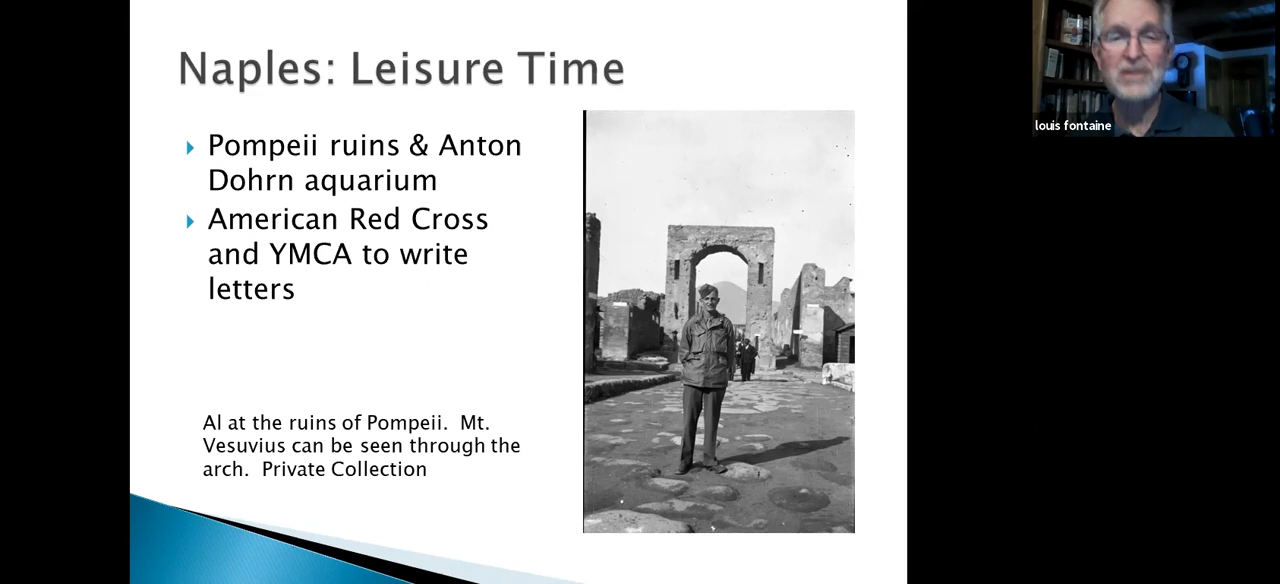 Naples: Leisure Time
Pompeii ruins & Anton
Dohrn aquarium
American Red Cross
and YMCA to write
letters
Al at the ruins of Pompeii.  Mt.
Vesuvius can be seen through the
arch.  Private Collection
louis fontaine